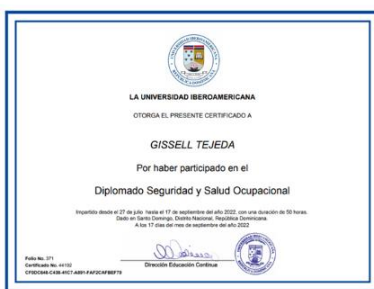 LA UNIVERSIDAD IBEROAMERICANA
OTORGA EL PRESENTE CERTIFICADO A
GISSELL TEJEDA
Por haber participado en el
Diplomado Seguridad y Salud Ocupacional
Impartido desde el 27 de julio hasta el 17 de septiembre del año 2022, con una duración de 50 horas.
Dado en Santo Domingo, Distrito Nacional, República Dominicana.
A los 17 días del mes de septiembre del año 2022
Folio No. 371
Certificado No. 44192
Dirección Educación Continua